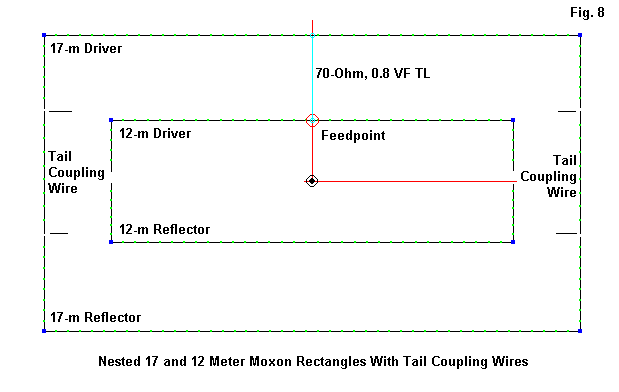 Fig. 8
17-m Driver
70-Ohm, 0.8 VF TL
12-m Driver
Feedpoint
Tail
Coupling
Wire
Tail
Coupling
Wire
12-m Reflector
17-m Reflector
Nested 17 and 12 Meter Moxon Rectangles With Tail Coupling Wires